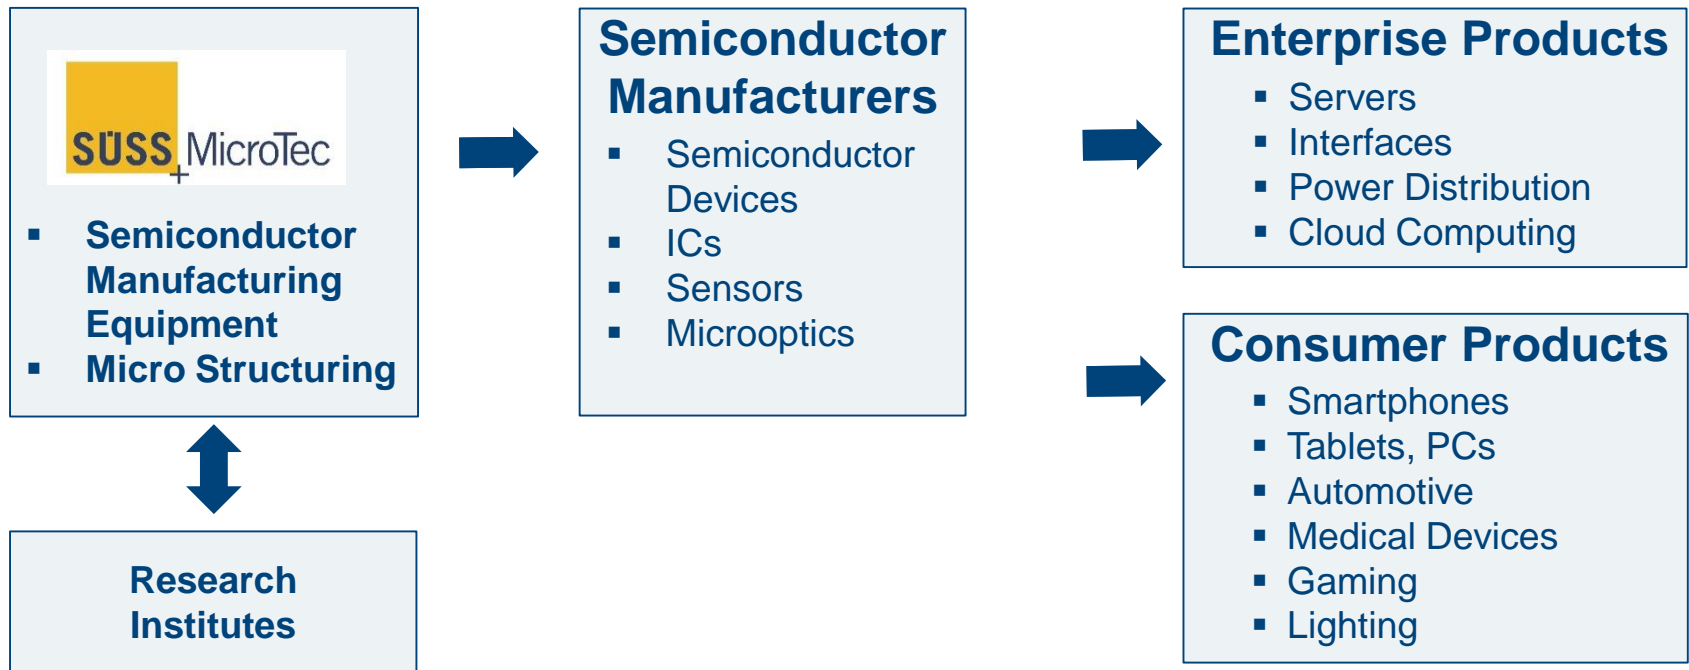 SÜSS MicroTec
▪ Semiconductor
Manufacturing
Equipment
▪ Micro Structuring
Research
Institutes
Semiconductor
Manufacturers
▪ Semiconductor
Devices
▪ ICs
▪ Sensors
▪ Microoptics
Enterprise Products
▪ Servers
▪ Interfaces
▪ Power Distribution
▪ Cloud Computing
Consumer Products
▪ Smartphones
▪ Tablets, PCs
▪ Automotive
▪ Medical Devices
▪ Gaming
▪ Lighting